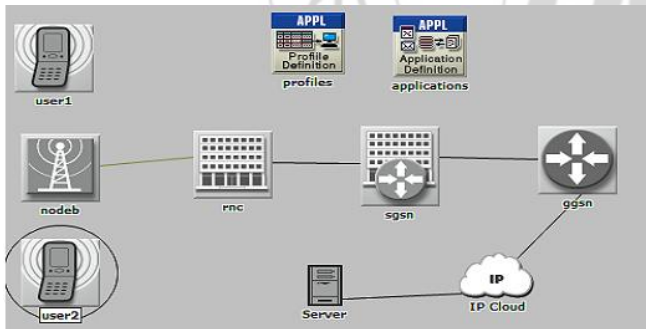 APPL
Profile
Definition
profiles
APPL
Application
Definition
applications
user1
nodeb
rnc
sgsn
ggsn
user2
Server
IP
IP Cloud